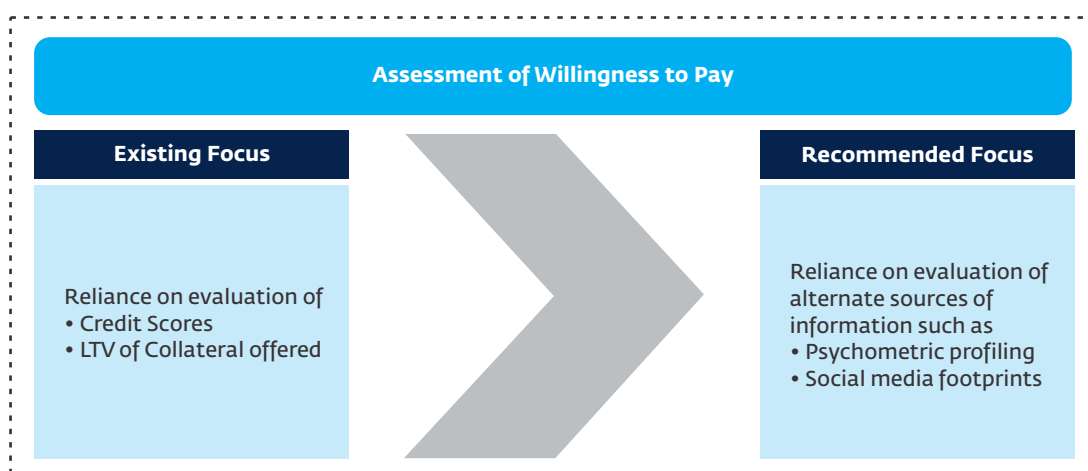 Assessment of Willingness to Pay
Existing Focus
Reliance on evaluation of
• Credit Scores
• LTV of Collateral offered
Recommended Focus
Reliance on evaluation of
alternate sources of
information such as
• Psychometric profiling
• Social media footprints